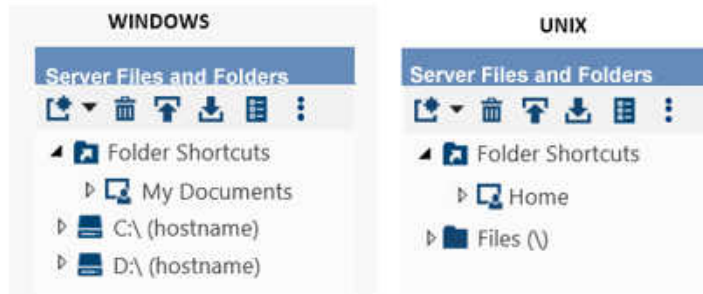 WINDOWS
Server Files and Folders
Folder Shortcuts
My Documents
C:\ (hostname)
D:\ (hostname)
UNIX
Server Files and Folders
Folder Shortcuts
Home
Files (\)